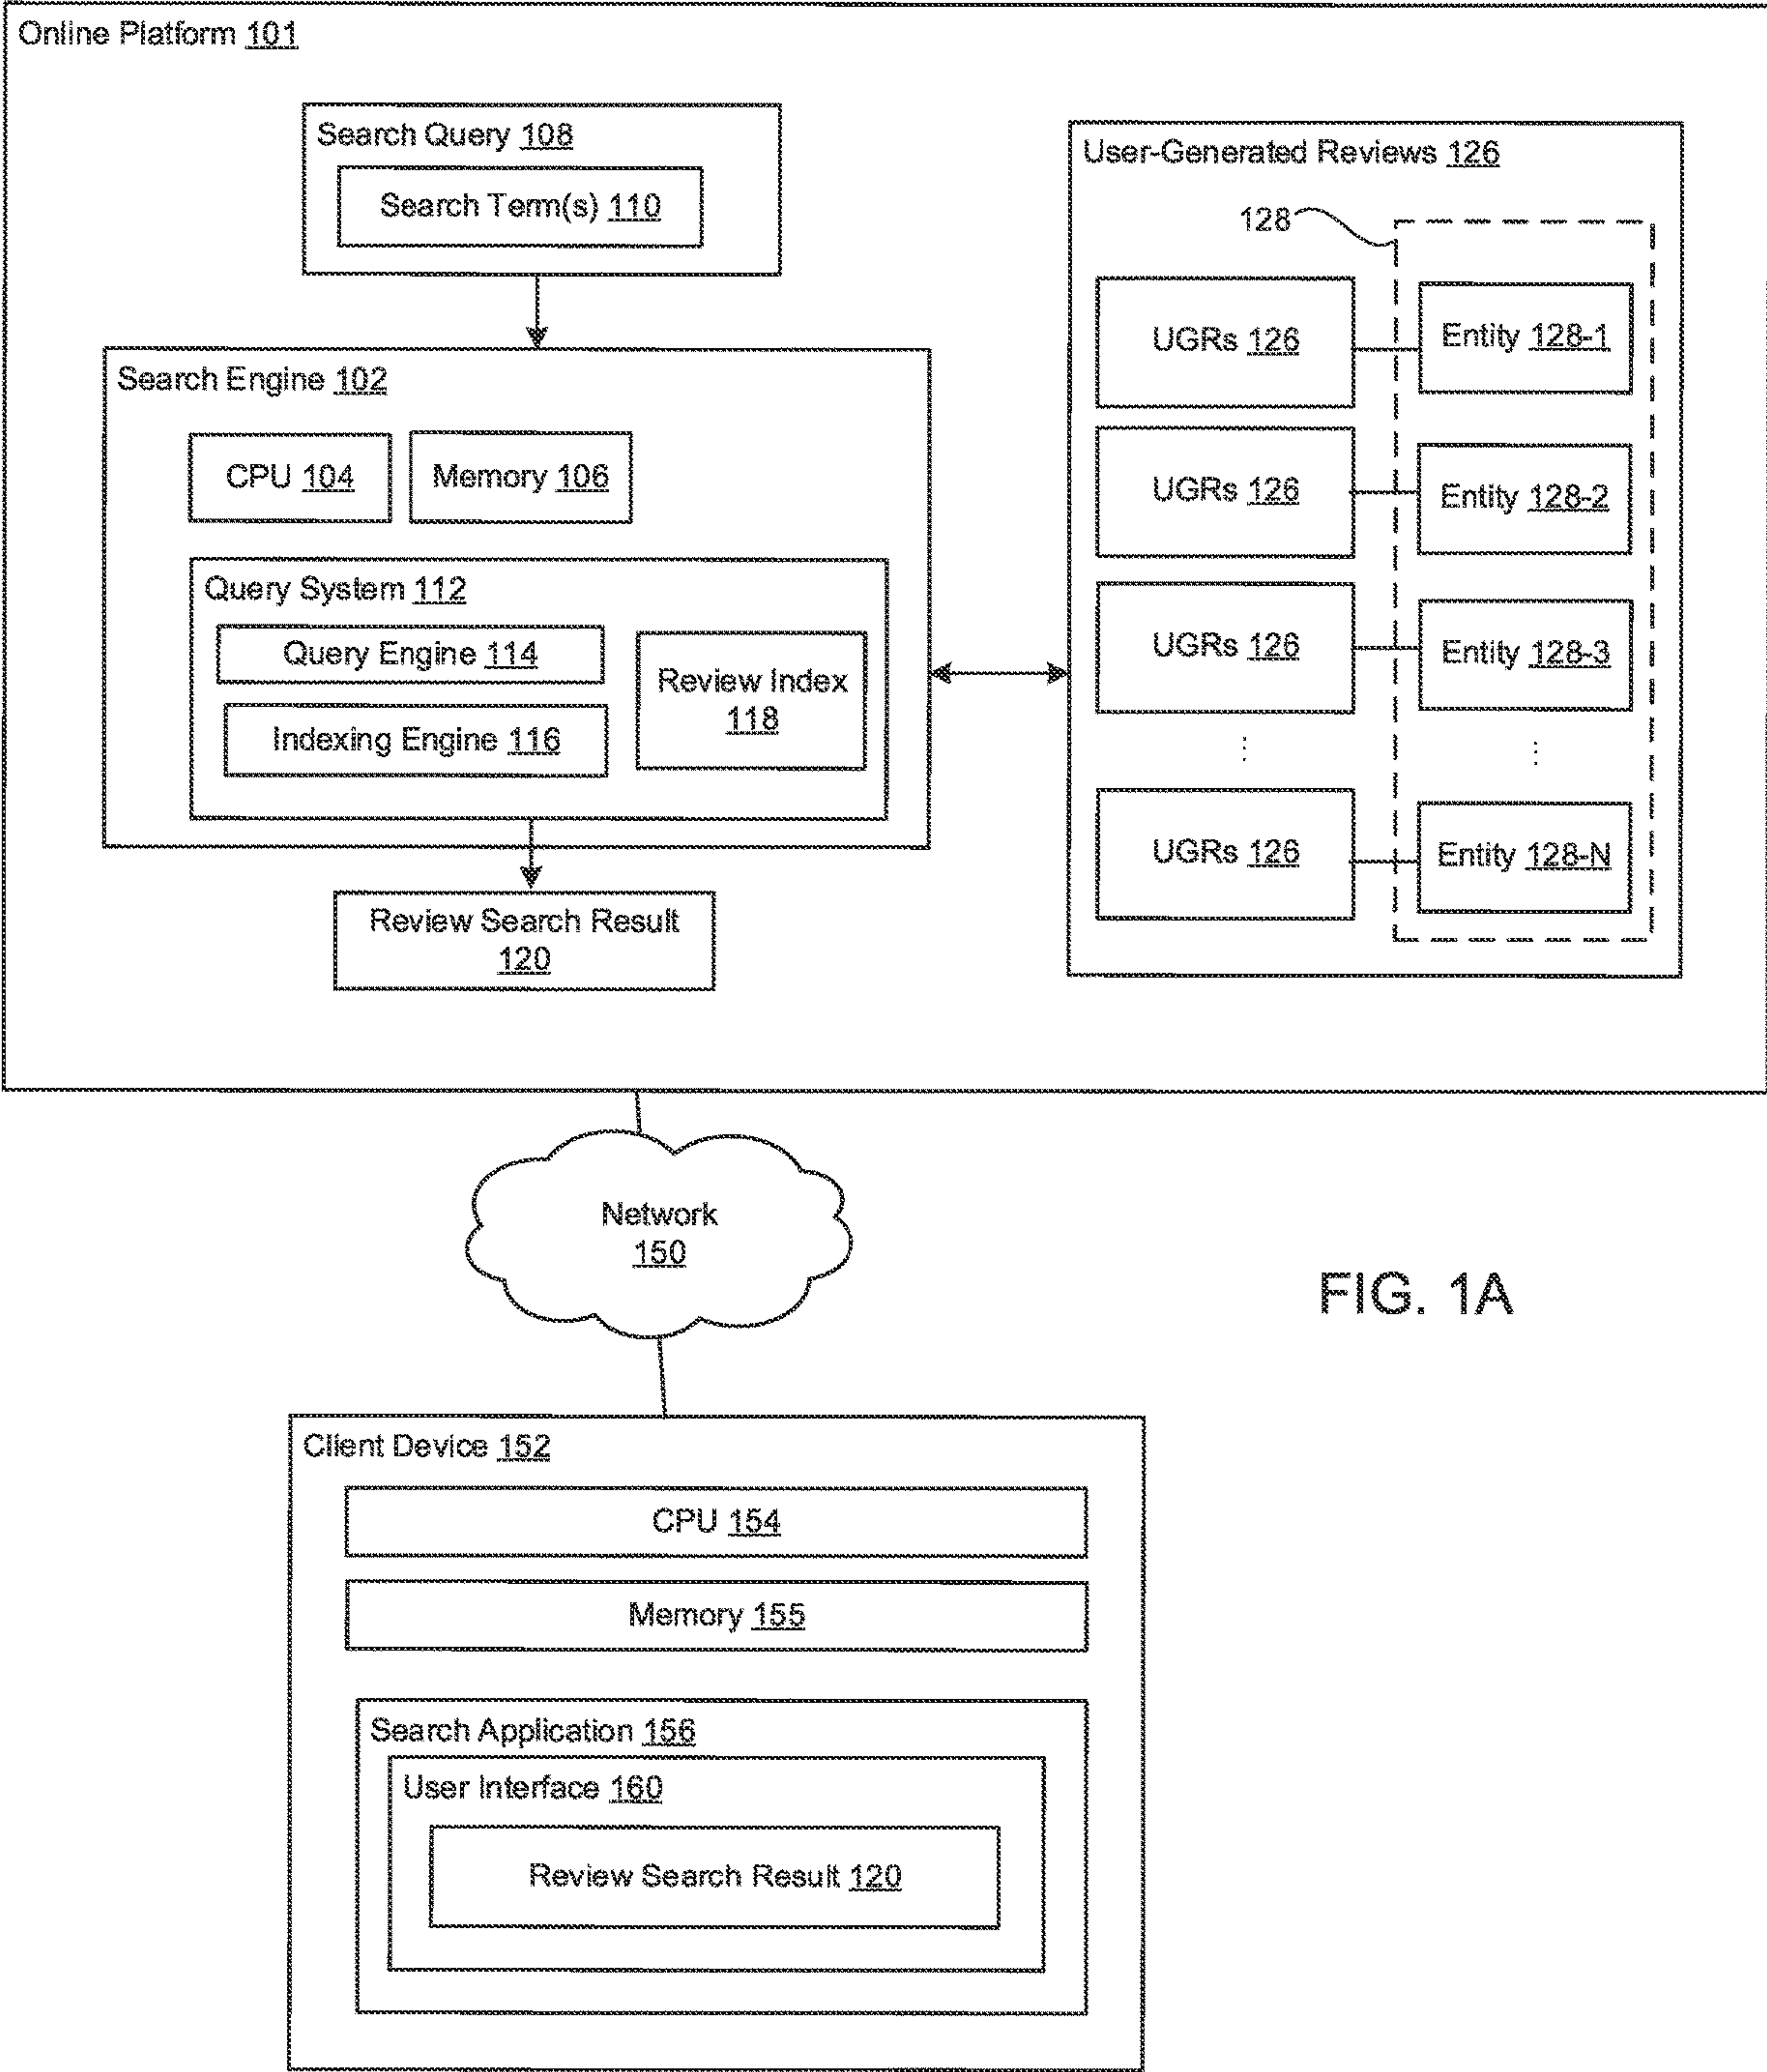 Online Platform 101
Search Query 108
Search Term(s) 110
Search Engine 102
CPU 104
Memory 106
Query System 112
Query Engine 114
Indexing Engine 116
Review Index
118
Review Search Result
120
User-Generated Reviews 126
128
UGRs 126
Entity 128-1
UGRs 126
Entity 128-2
UGRs 126
Entity 128-3
⋮
⋮
UGRs 126
Entity 128-N
Network
150
FIG. 1A
Client Device 152
CPU 154
Memory 155
Search Application 156
User Interface 160
Review Search Result 120